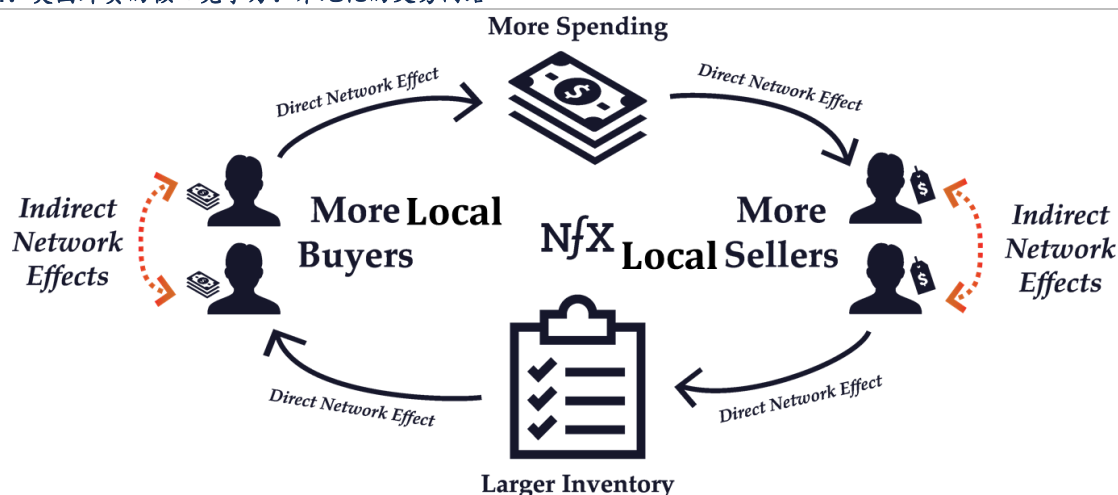 More Spending
Direct Network Effect
Direct Network Effect
Indirect
Network
Effects
More Local
Buyers
NfX
More
Local Sellers
Indirect
Network
Effects
Direct Network Effect
Direct Network Effect
Larger Inventory